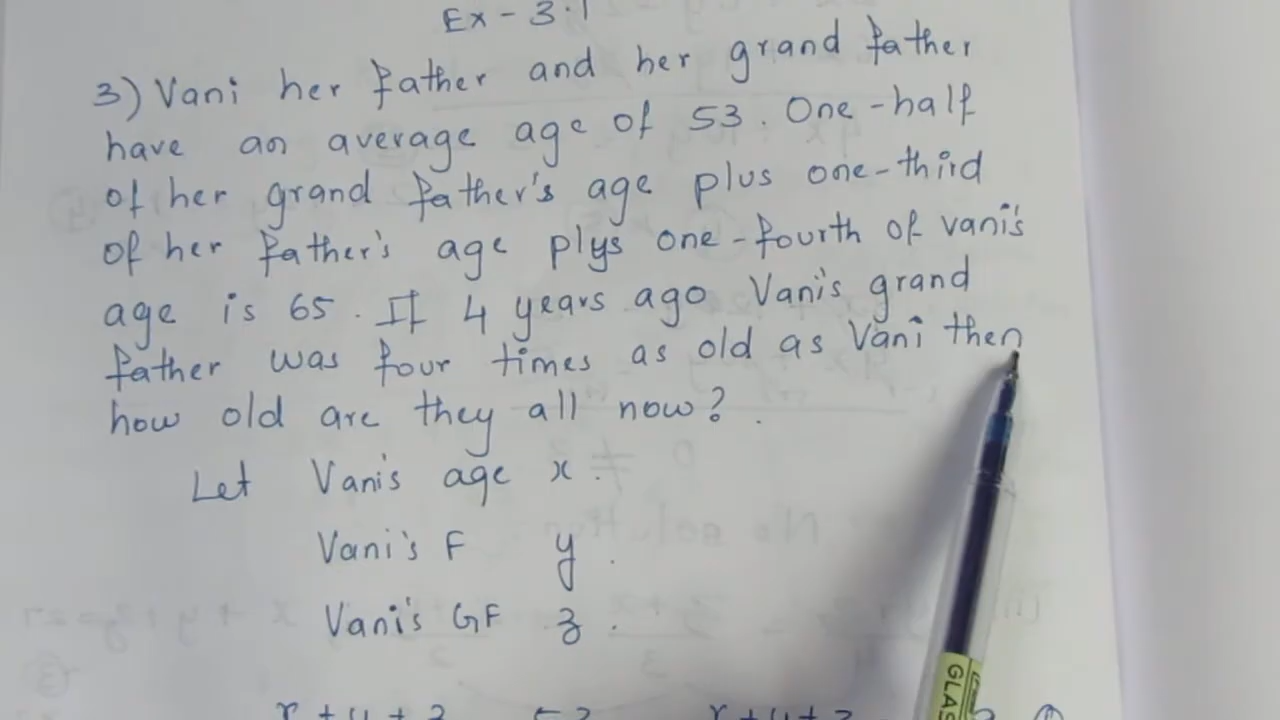 Ex - 3.1
3) Vani her father and her grand father
have an average age of 53. One-half
of her grand father's age plus one-third
of her father's age plys one-fourth of vani's
age is 65. If 4 years ago Vani's grand
father was four times as old as Vani then
how old are they all now?
Let Vani's age x.
Vani's F y.
Vani's GF z.
GLAS